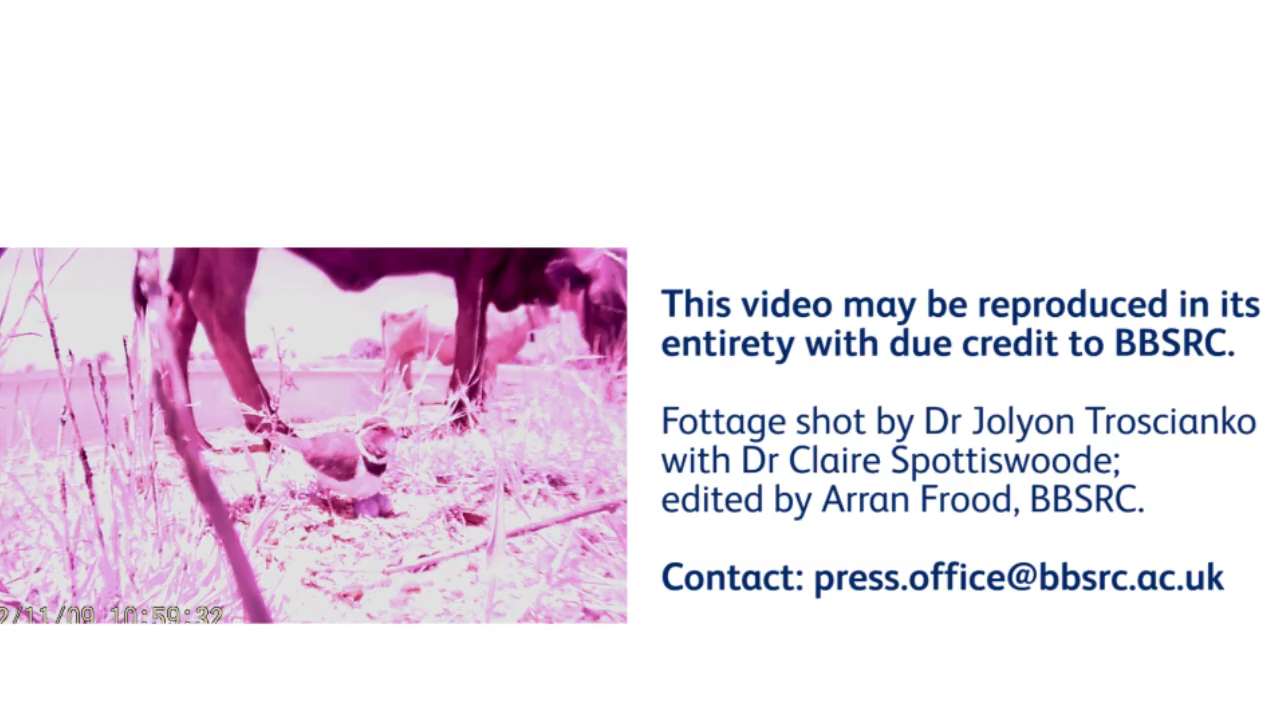 This video may be reproduced in its
entirety with due credit to BBSRC.
Fottage shot by Dr Jolyon Troscianko
with Dr Claire Spottiswoode;
edited by Arran Frood, BBSRC.
Contact: press.office@bbsrc.ac.uk
2/11/09 10:59:32